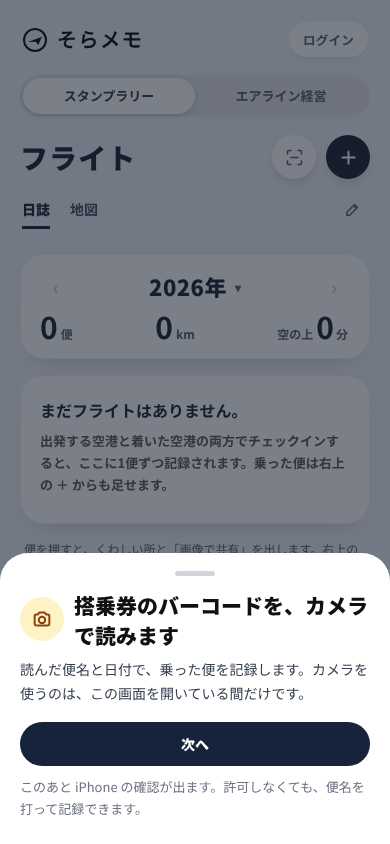 そらメモ
ログイン
スタンプラリー
エアライン経営
フライト
日誌
地図
2026年 ▼
0 便
0 km
空の上 0 分
まだフライトはありません。
出発する空港と着いた空港の両方でチェックインす
ると、ここに1便ずつ記録されます。乗った便は右上
の ＋ からも足せます。
便を押すと、くわしい所と「画像で共有」を出します。右上の
搭乗券のバーコードを、カメラ
で読みます
読んだ便名と日付で、乗った便を記録します。カメラを
使うのは、この画面を開いている間だけです。
次へ
このあと iPhone の確認が出ます。許可しなくても、便名を
打って記録できます。